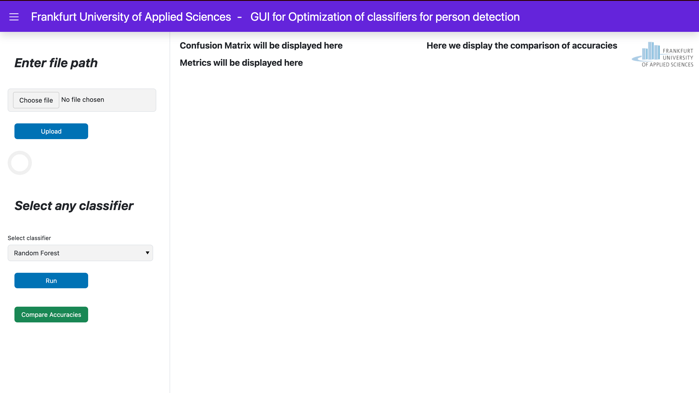 Frankfurt University of Applied Sciences - GUI for Optimization of classifiers for person detection
Enter file path
Choose file No file chosen
Upload
Select any classifier
Select classifier
Random Forest
Run
Compare Accuracies
Confusion Matrix will be displayed here
Metrics will be displayed here
Here we display the comparison of accuracies
FRANKFURT
UNIVERSITY
OF APPLIED SCIENCES